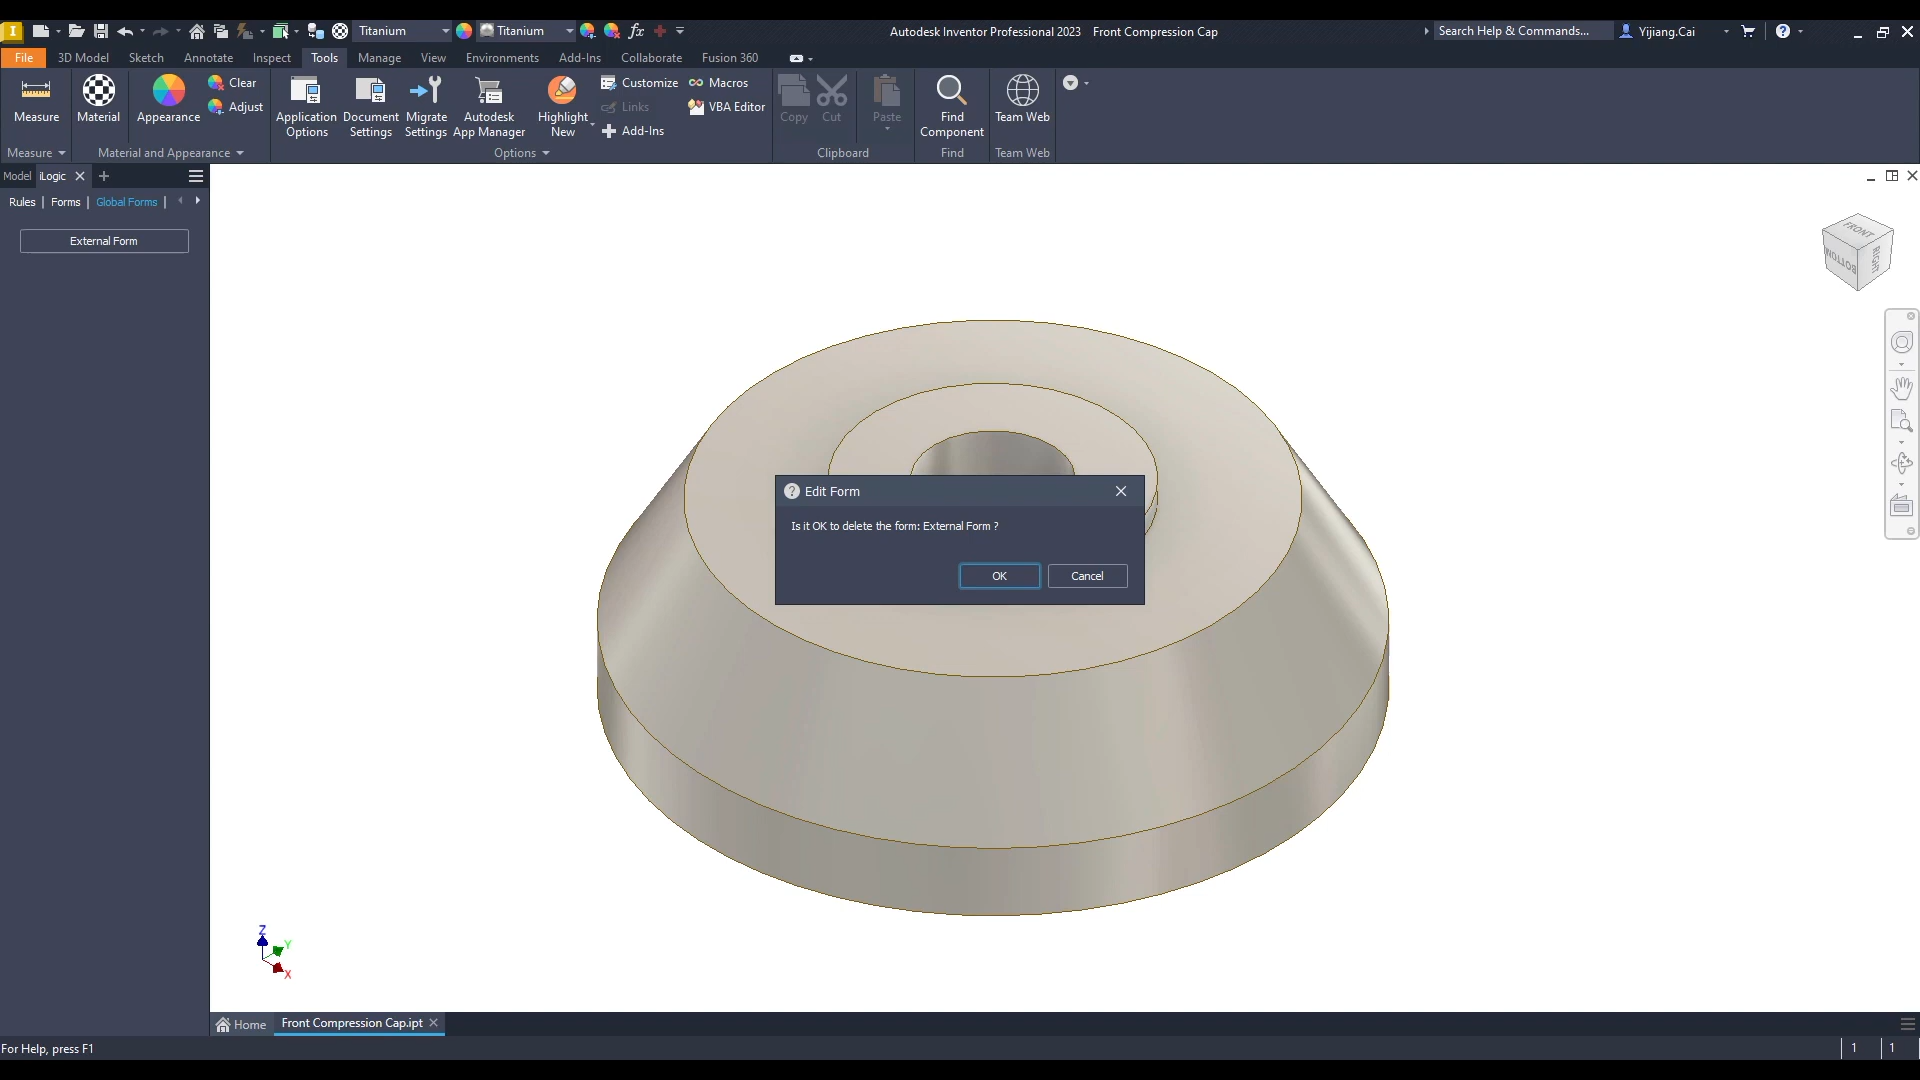 Titanium
Titanium
fx
Autodesk Inventor Professional 2023 Front Compression Cap
Search Help & Commands...
Yijiang.Cai
File 3D Model Sketch Annotate Inspect Tools Manage View Environments Add-Ins Collaborate Fusion 360
Measure
Material
Appearance
Clear
Adjust
Application Options
Document Settings
Migrate Settings
Autodesk App Manager
Highlight New
Customize
Links
Add-Ins
Macros
VBA Editor
Copy
Cut
Paste
Find Component
Team Web
Measure
Material and Appearance
Options
Clipboard
Find
Team Web
Model iLogic
Rules | Forms | Global Forms |
External Form
FRONT
BOTTOM
RIGHT
Edit Form
Is it OK to delete the form: External Form ?
OK
Cancel
Z
Y
X
Home
Front Compression Cap.ipt
For Help, press F1
1
1